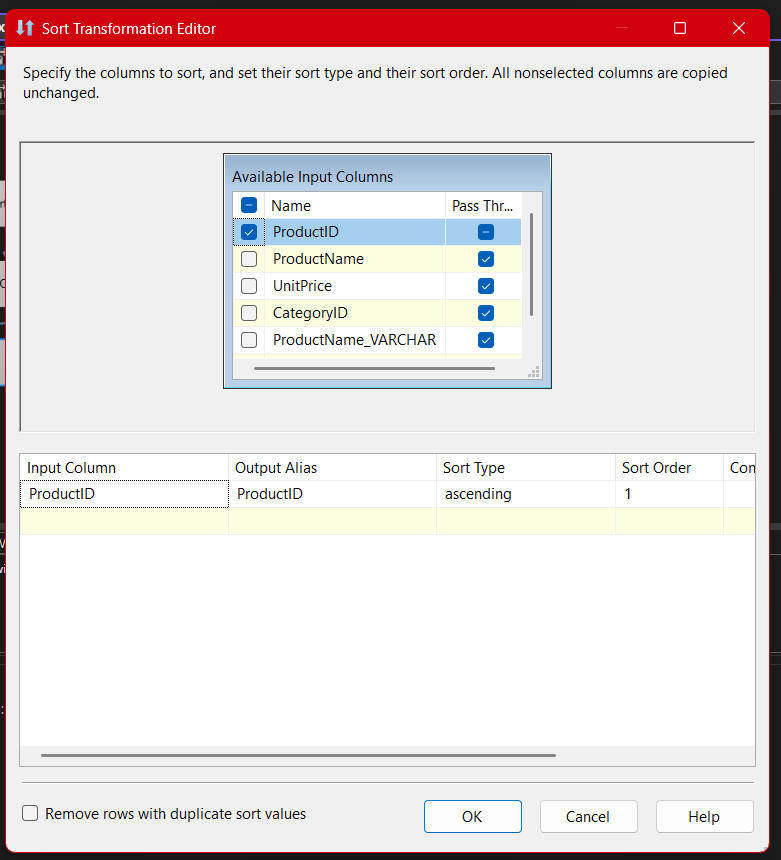 Sort Transformation Editor
Specify the columns to sort, and set their sort type and their sort order. All nonselected columns are copied
unchanged.
Available Input Columns
Name Pass Thr...
ProductID
ProductName
UnitPrice
CategoryID
ProductName_VARCHAR
Input Column Output Alias Sort Type Sort Order Con
ProductID ProductID ascending 1
Remove rows with duplicate sort values
OK Cancel Help